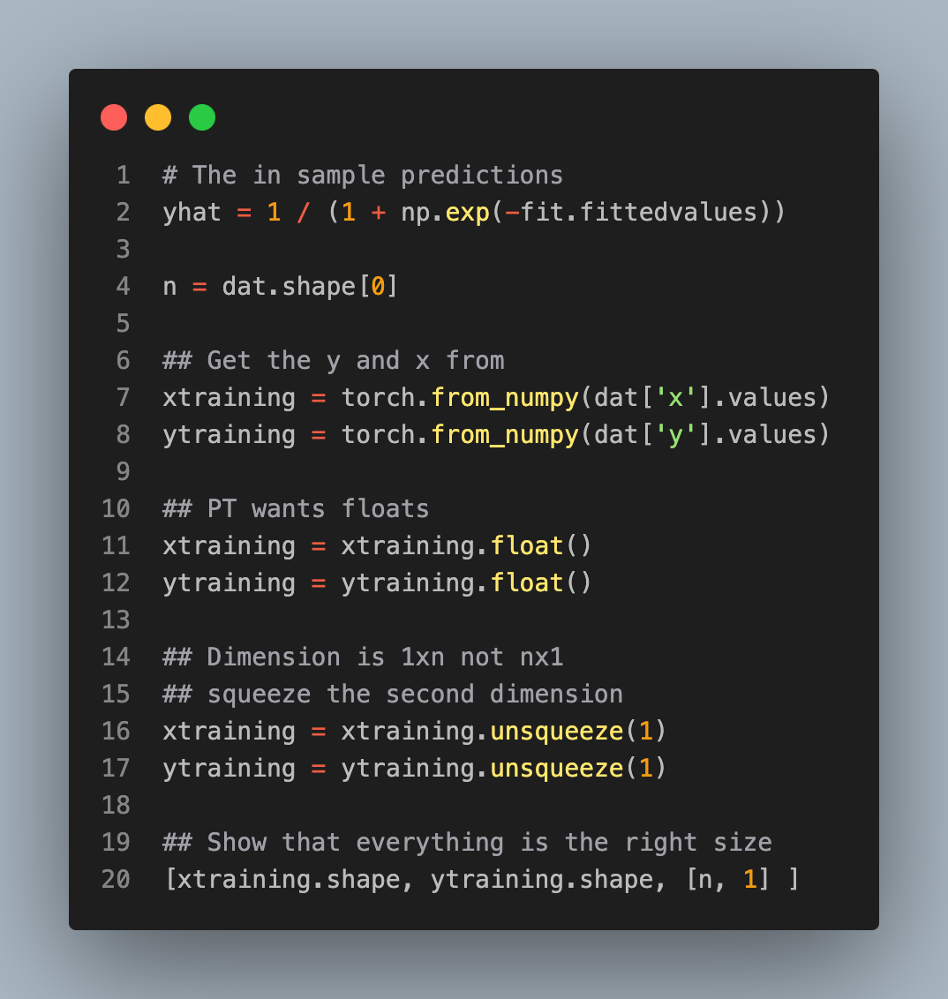 1 # The in sample predictions
2 yhat = 1 / (1 + np.exp(-fit.fittedvalues))
3
4 n = dat.shape[0]
5
6 ## Get the y and x from
7 xtraining = torch.from_numpy(dat['x'].values)
8 ytraining = torch.from_numpy(dat['y'].values)
9
10 ## PT wants floats
11 xtraining = xtraining.float()
12 ytraining = ytraining.float()
13
14 ## Dimension is 1xn not nx1
15 ## squeeze the second dimension
16 xtraining = xtraining.unsqueeze(1)
17 ytraining = ytraining.unsqueeze(1)
18
19 ## Show that everything is the right size
20 [xtraining.shape, ytraining.shape, [n, 1] ]